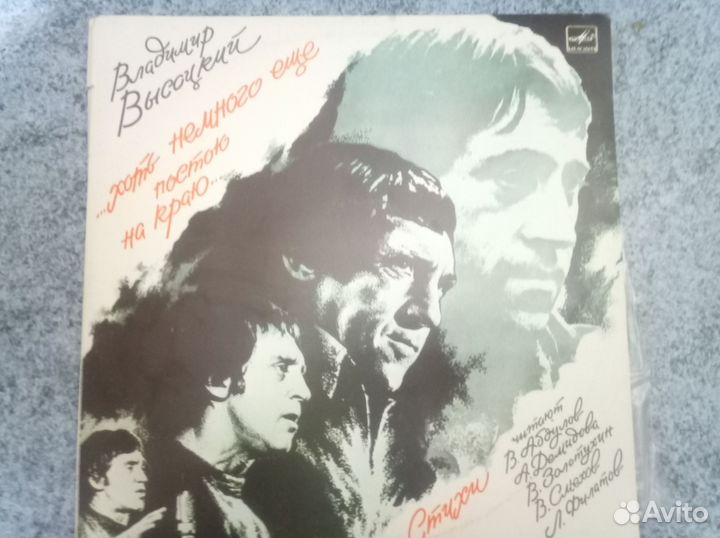 Владимир
Высоцкий
...хоть немного еще
постою
на краю...
Стихи
читают
В. Абдулов
А. Демидова
В. Золотухин
В. Смехов
Л. Филатов
Avito